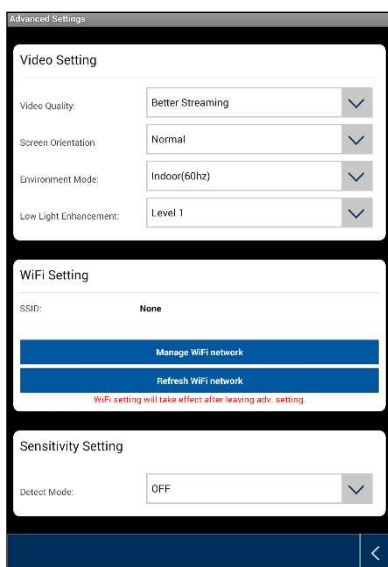 Advanced Settings
Video Setting
Video Quality: Better Streaming
Screen Orientation Normal
Environment Mode: Indoor(60hz)
Low Light Enhancement: Level 1
WiFi Setting
SSID: None
Manage WiFi network
Refresh WiFi network
WiFi setting will take effect after leaving adv. setting.
Sensitivity Setting
Detect Mode: OFF